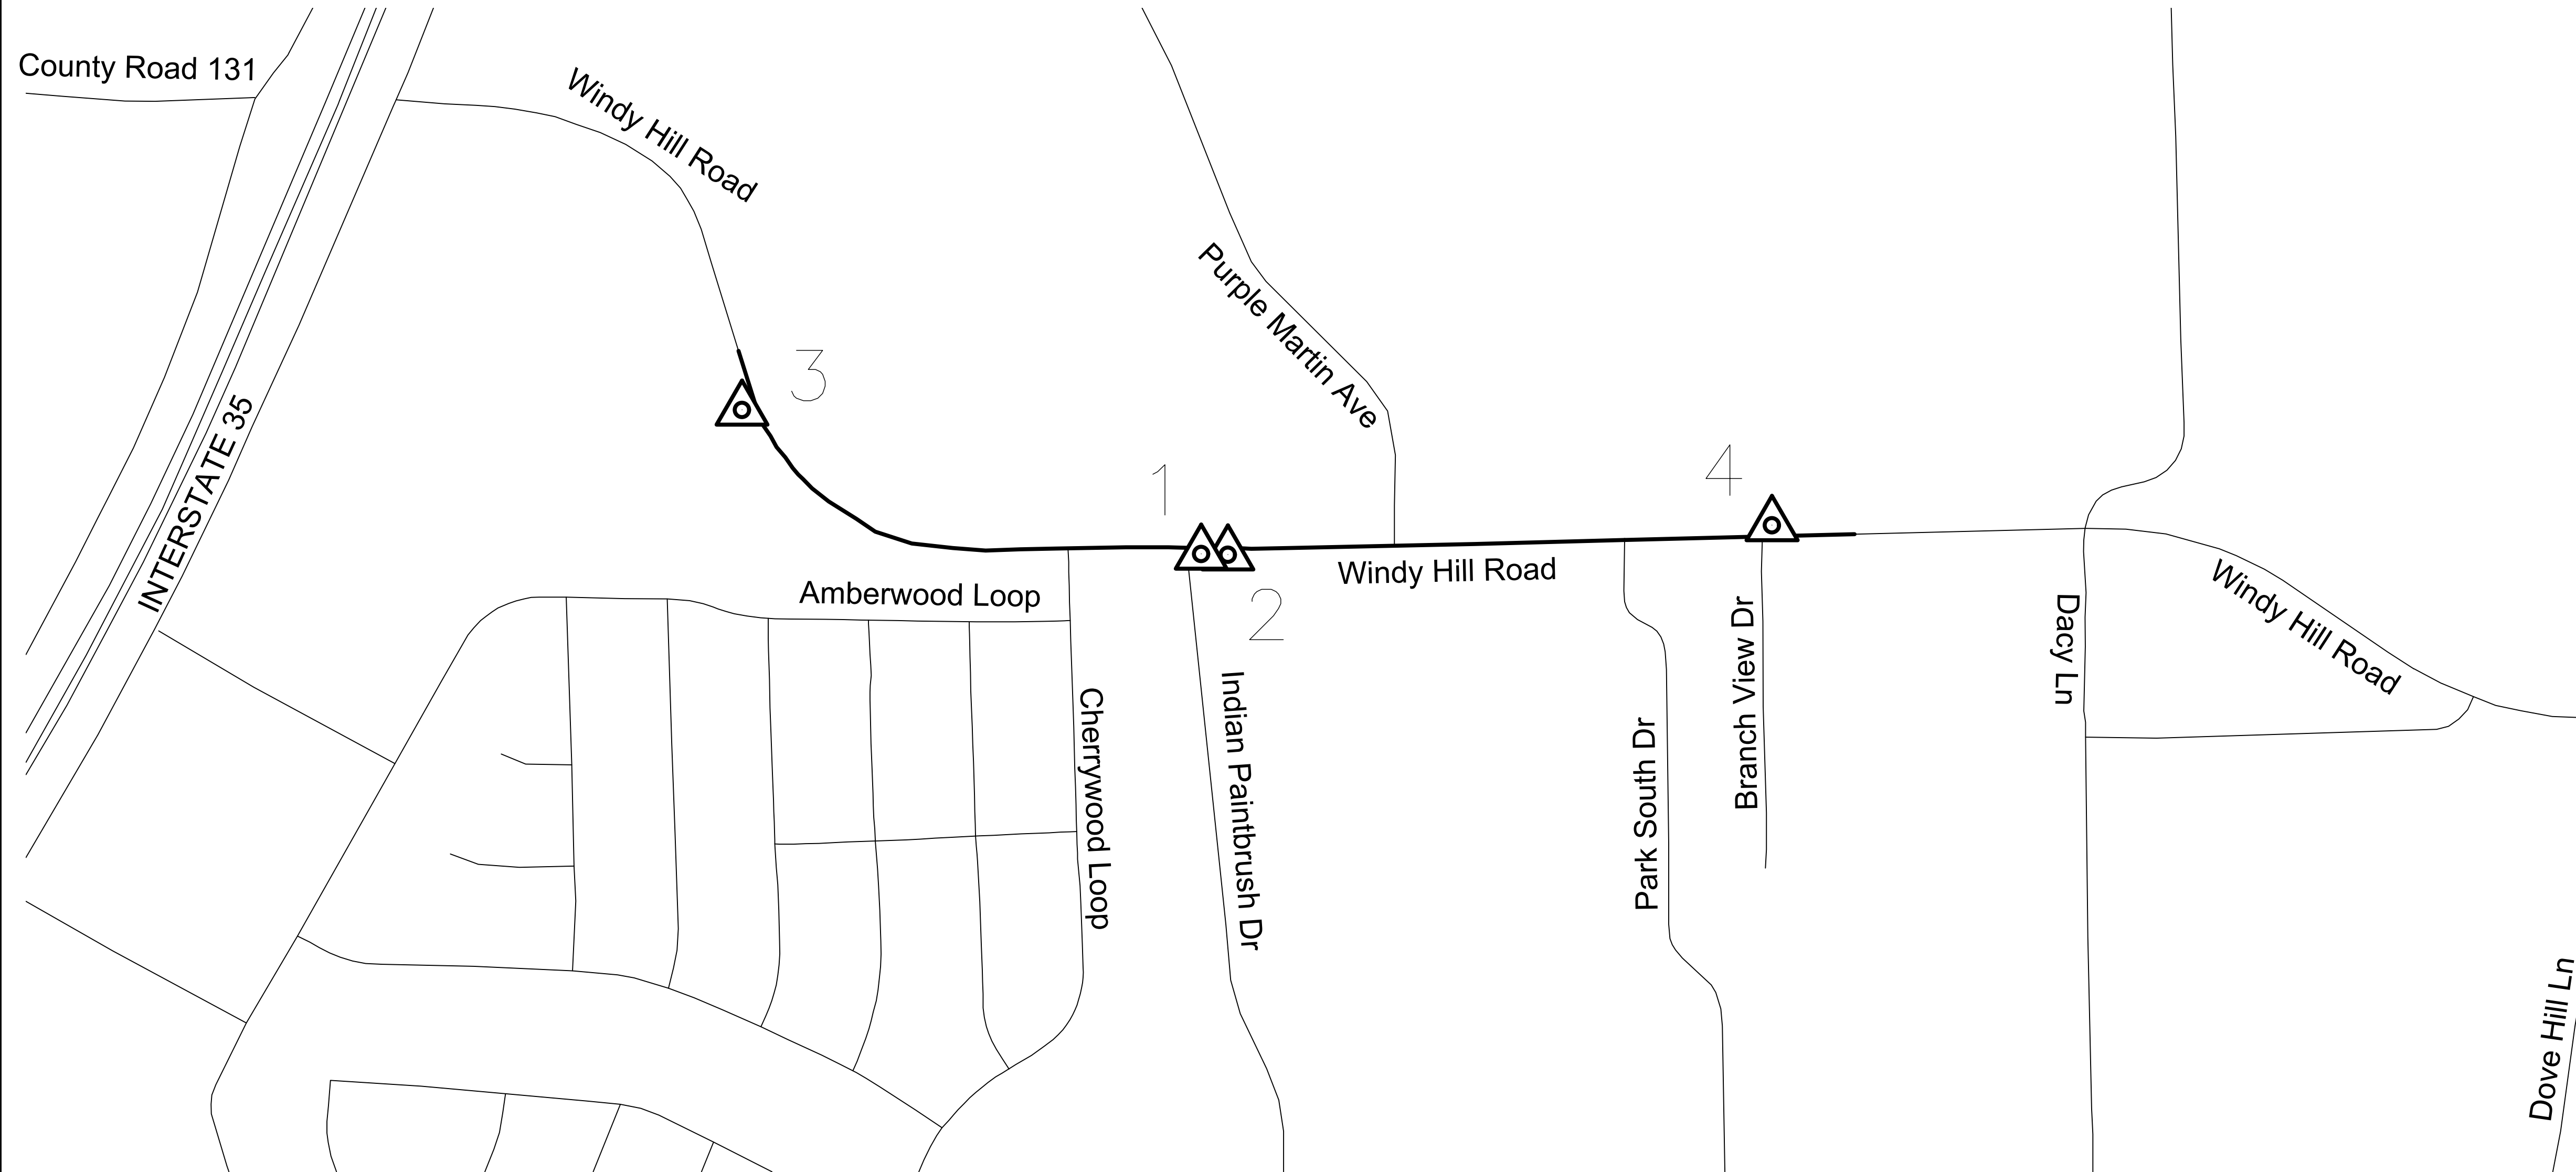 County Road 131
Windy Hill Road
Purple Martin Ave
3
INTERSTATE 35
1
4
2
Windy Hill Road
Amberwood Loop
Cherrywood Loop
Indian Paintbrush Dr
Park South Dr
Branch View Dr
Dacy Ln
Windy Hill Road
Dove Hill Ln